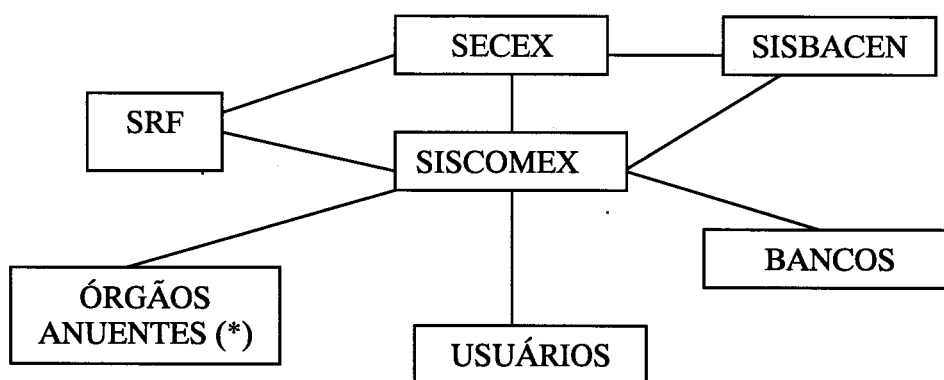 SECEX
SISBACEN
SRF
SISCOMEX
BANCOS
ÓRGÃOS
ANUENTES (*)
USUÁRIOS